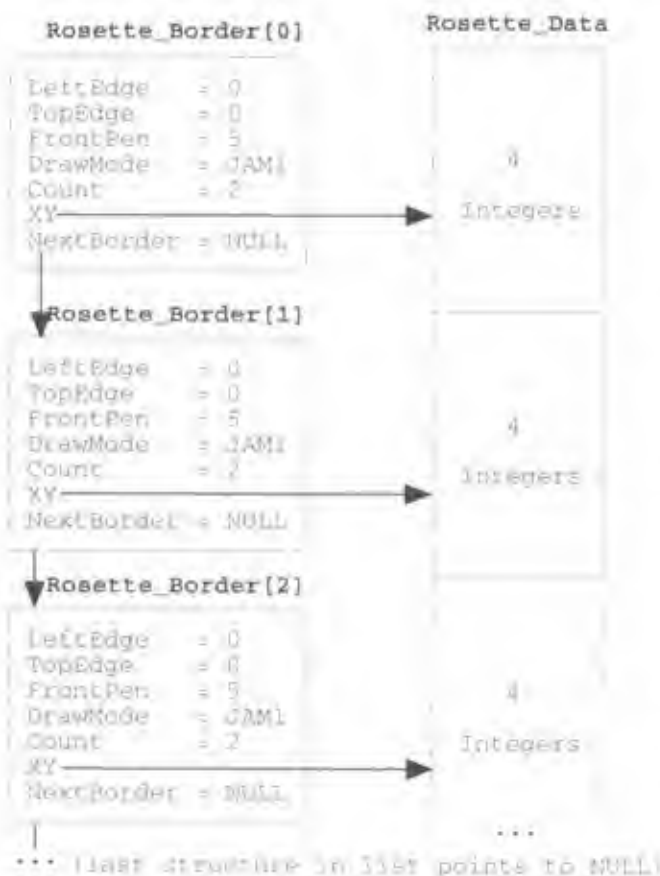 Rosette_Border[0]
Rosette_Data
LeftEdge = 0
TopEdge = 0
FrontPen = 5
DrawMode = JAM1
Count = 2
XY
NextBorder = NULL
4
Integers
Rosette_Border[1]
LeftEdge = 0
TopEdge = 0
FrontPen = 5
DrawMode = JAM1
Count = 2
XY
NextBorder = NULL
4
Integers
Rosette_Border[2]
LeftEdge = 0
TopEdge = 0
FrontPen = 5
DrawMode = JAM1
Count = 2
XY
NextBorder = NULL
4
Integers
...
... (last structure in list points to NULL)